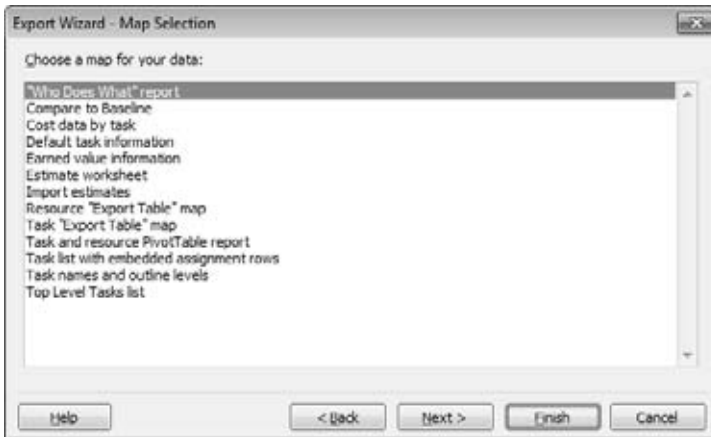 Export Wizard - Map Selection
Choose a map for your data:
"Who Does What" report
Compare to Baseline
Cost data by task
Default task information
Earned value information
Estimate worksheet
Import estimates
Resource "Export Table" map
Task "Export Table" map
Task and resource PivotTable report
Task list with embedded assignment rows
Task names and outline levels
Top Level Tasks list
Help
< Back
Next >
Finish
Cancel